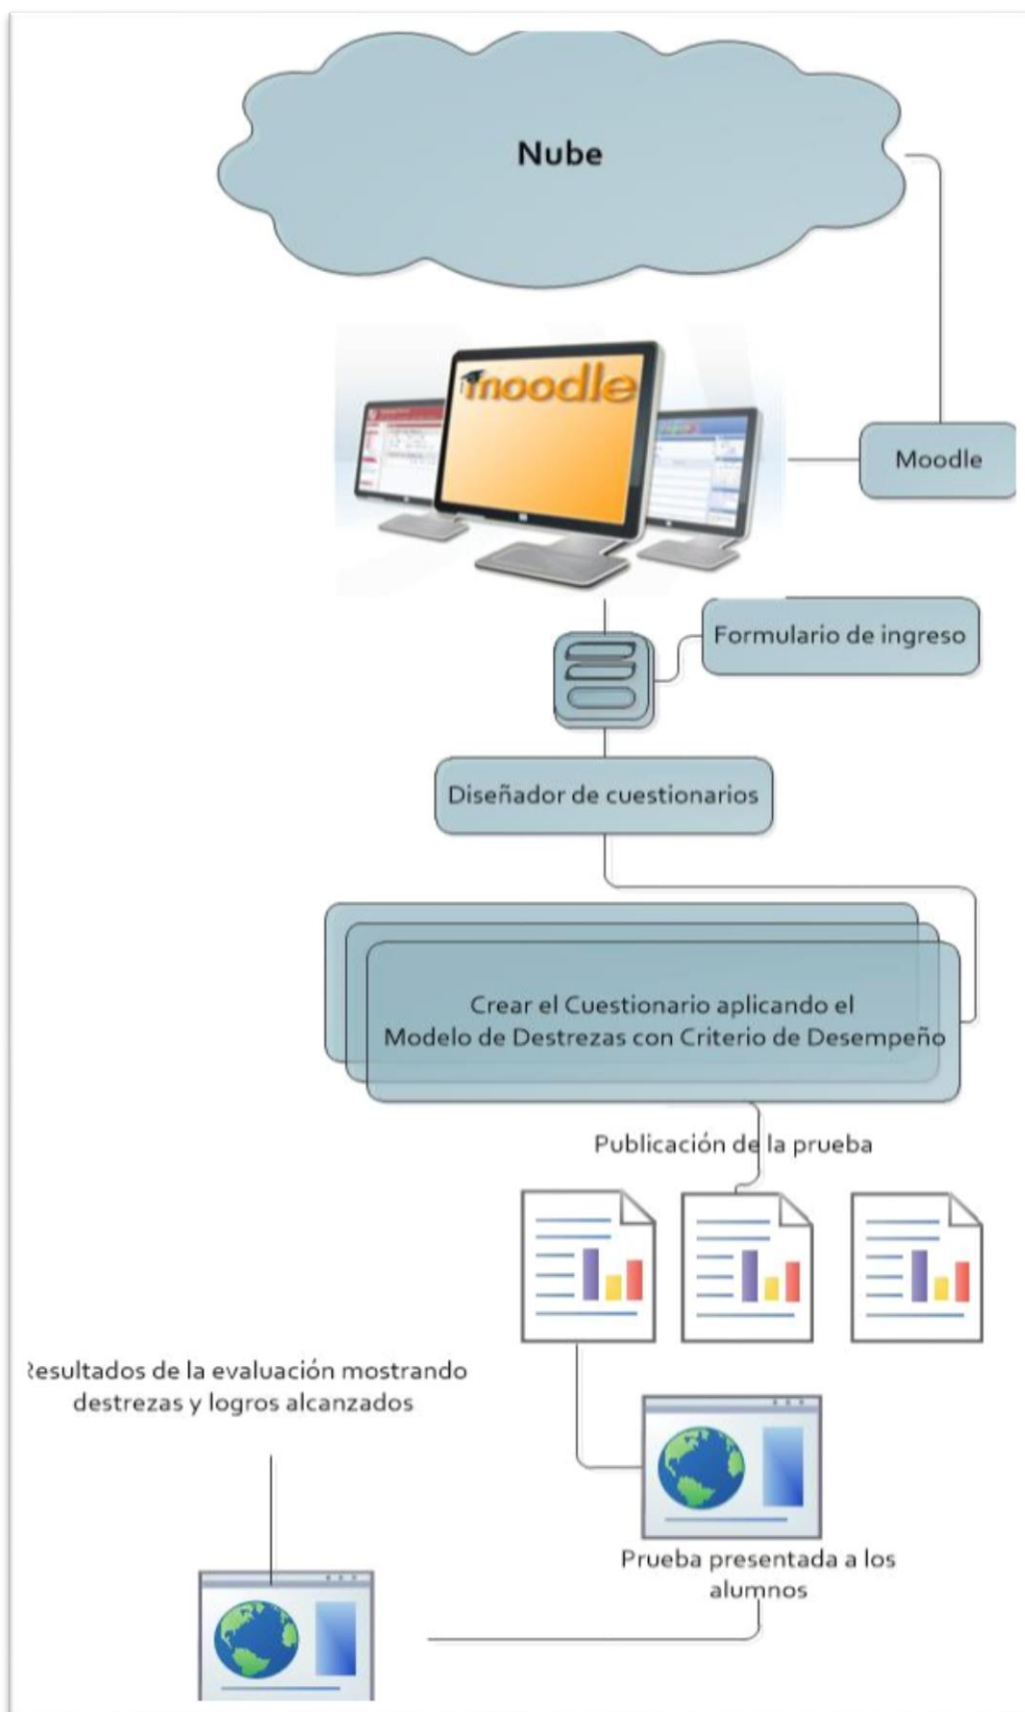 Nube
moodle
Moodle
Formulario de ingreso
Diseñador de cuestionarios
Crear el Cuestionario aplicando el
Modelo de Destrezas con Criterio de Desempeño
Publicación de la prueba
Resultados de la evaluación mostrando
destrezas y logros alcanzados
Prueba presentada a los
alumnos